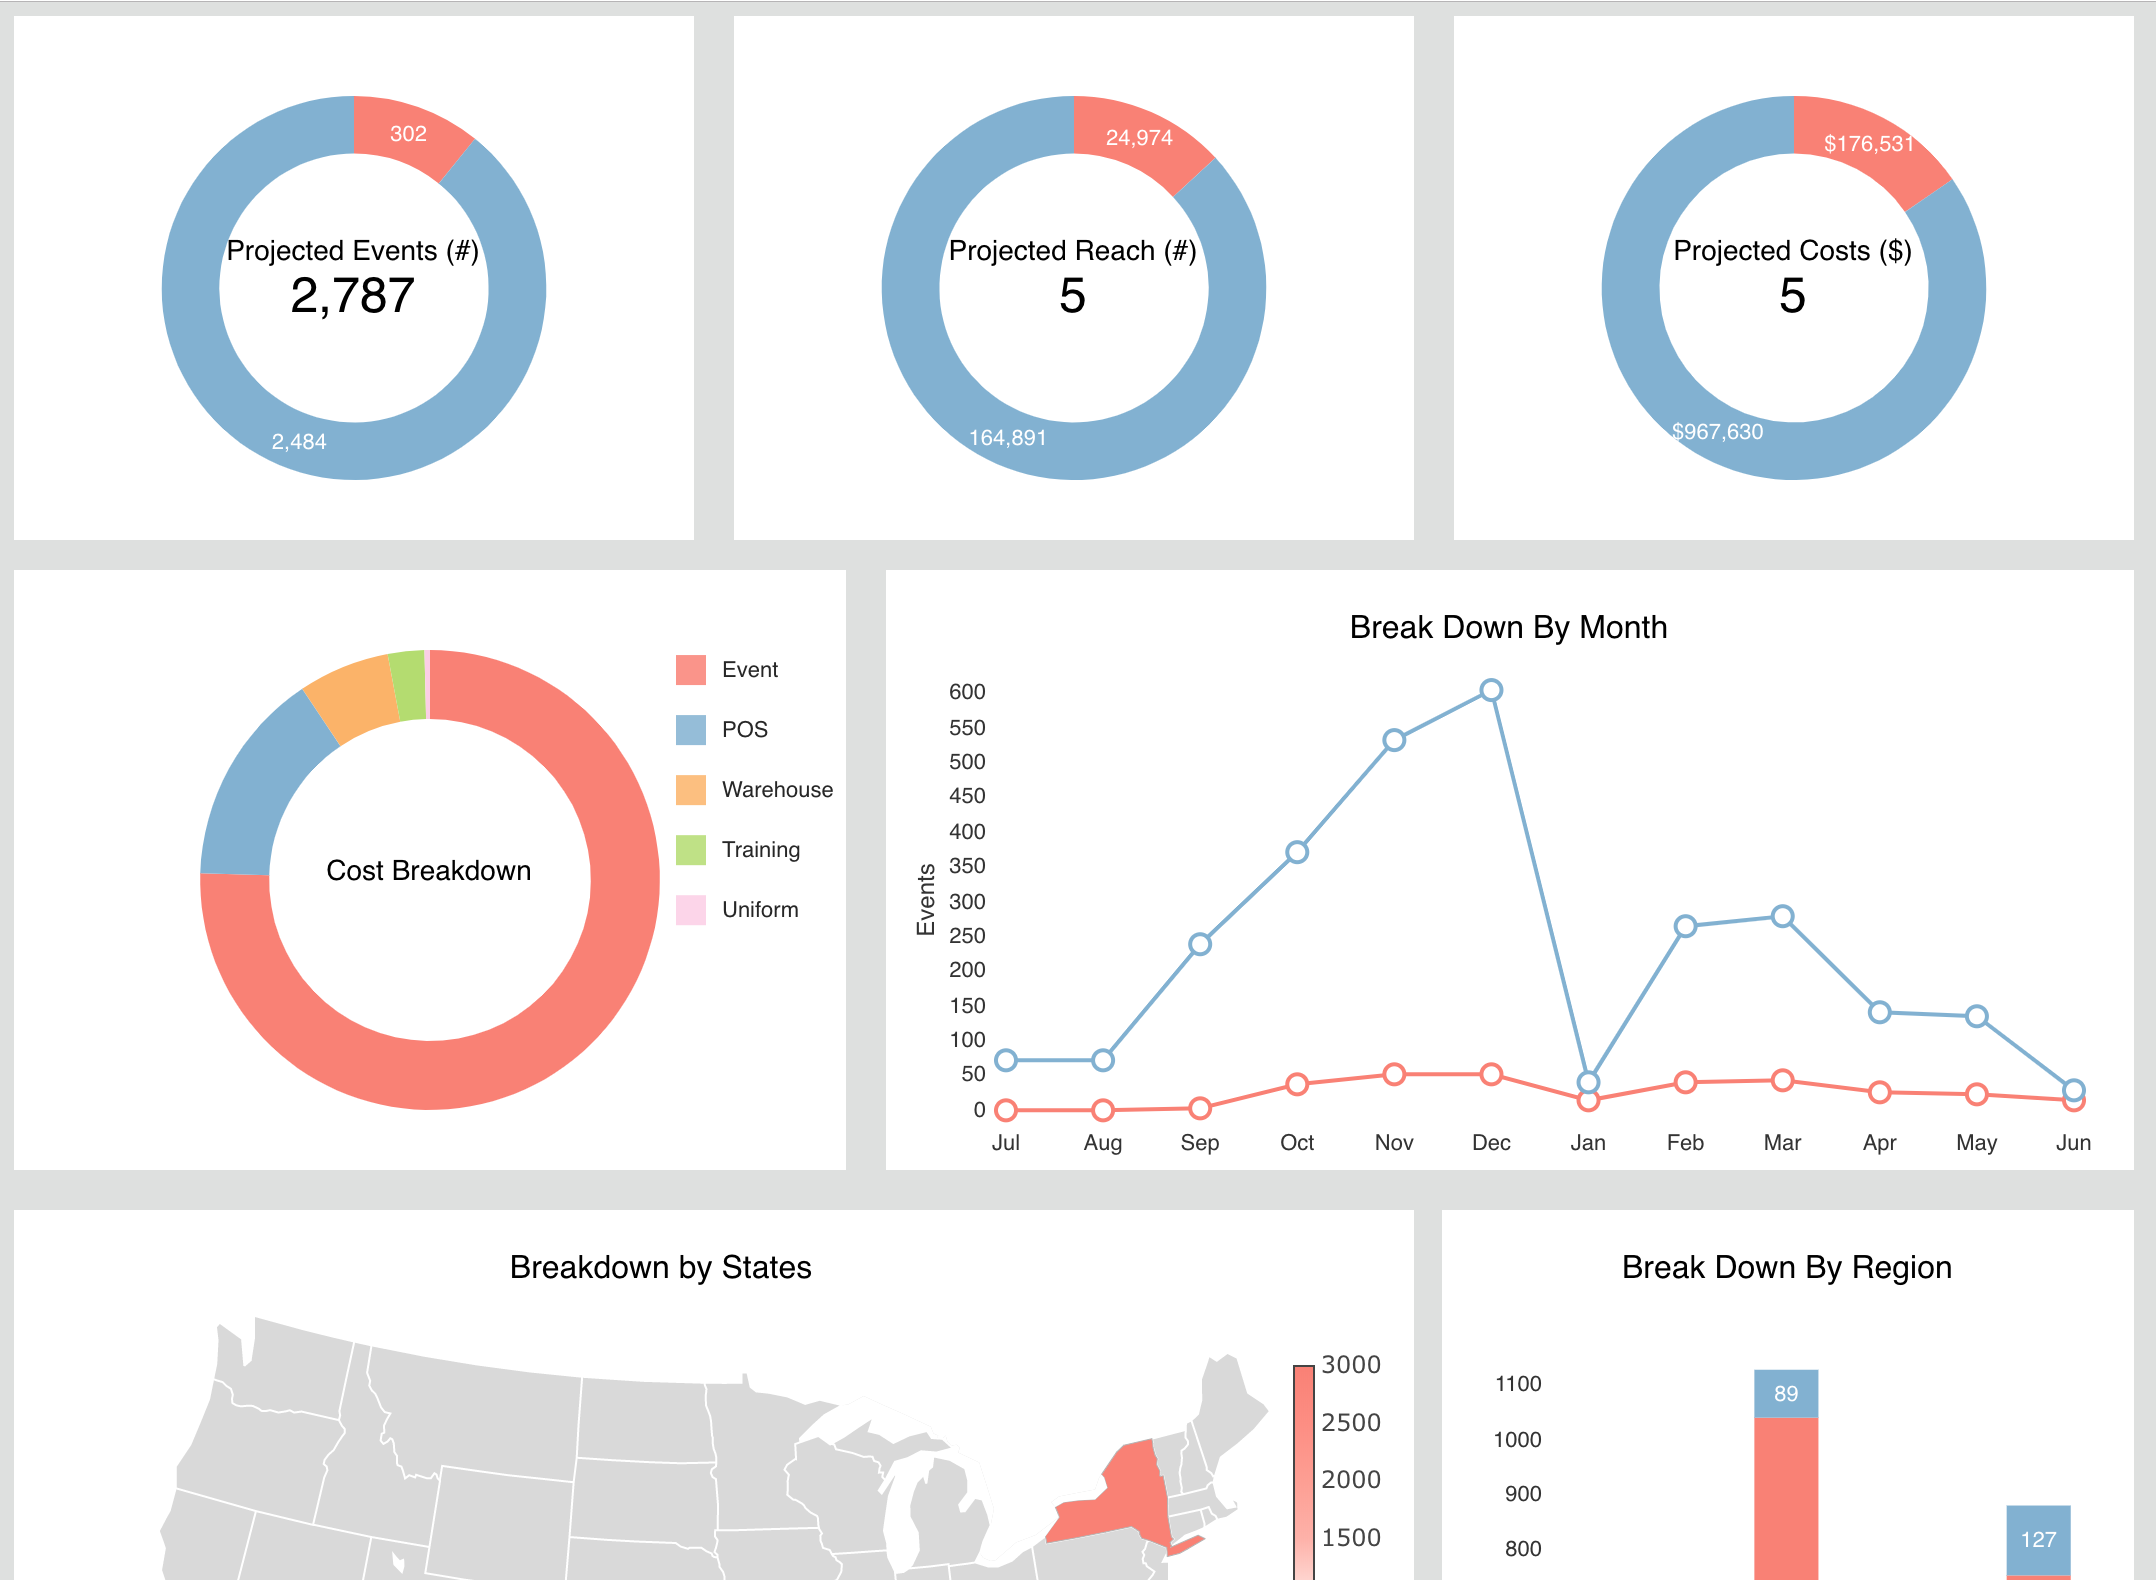 302
Projected Events (#)
2,787
2,484
24,974
Projected Reach (#)
5
164,891
$176,531
Projected Costs ($)
5
$967,630
Cost Breakdown
Event
POS
Warehouse
Training
Uniform
Break Down By Month
Events
600
550
500
450
400
350
300
250
200
150
100
50
0
Jul Aug Sep Oct Nov Dec Jan Feb Mar Apr May Jun
Breakdown by States
3000
2500
2000
1500
Break Down By Region
1100
1000
900
800
89
127